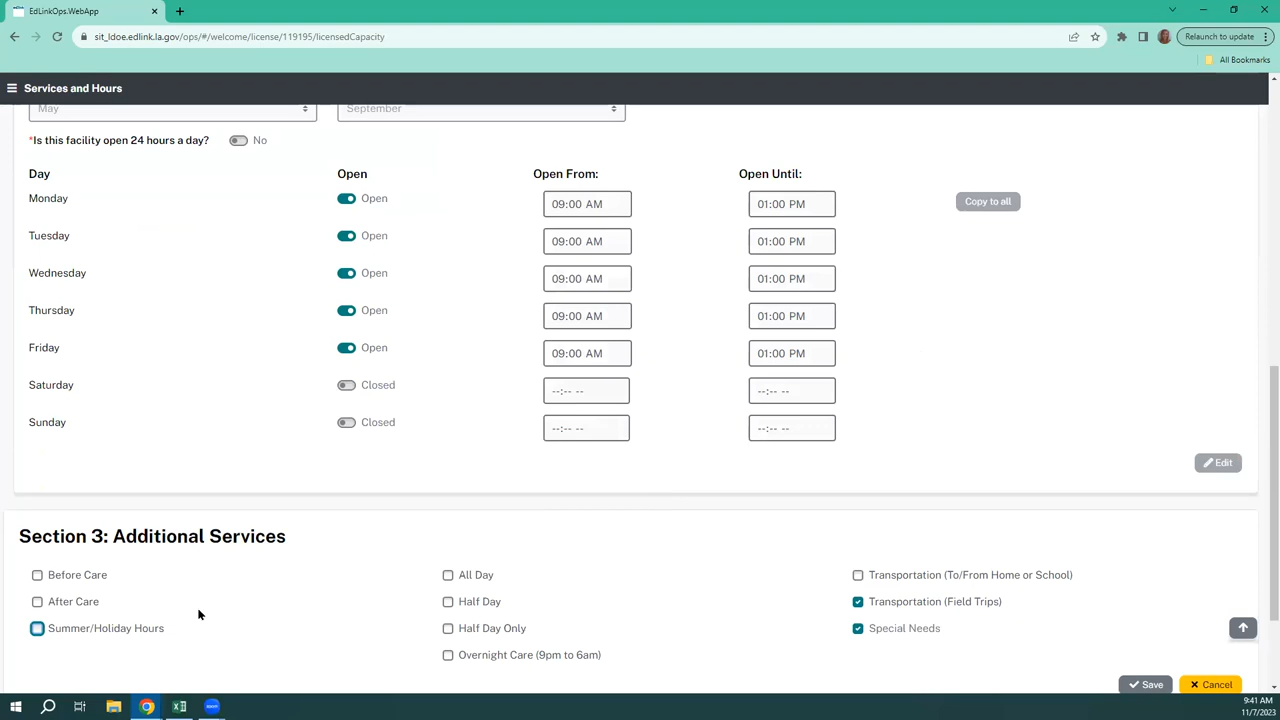 EdLinkOps.WebApp
sit_ldoe.edlink.la.gov/ops/#/welcome/license/119195/licensedCapacity
Relaunch to update
All Bookmarks
Services and Hours
May September
*Is this facility open 24 hours a day? No
Day Open Open From: Open Until:
Monday Open 09:00 AM 01:00 PM Copy to all
Tuesday Open 09:00 AM 01:00 PM
Wednesday Open 09:00 AM 01:00 PM
Thursday Open 09:00 AM 01:00 PM
Friday Open 09:00 AM 01:00 PM
Saturday Closed --:-- -- --:-- --
Sunday Closed --:-- -- --:-- --
Edit
Section 3: Additional Services
Before Care All Day Transportation (To/From Home or School)
After Care Half Day Transportation (Field Trips)
Summer/Holiday Hours Half Day Only Special Needs
Overnight Care (9pm to 6am)
Save Cancel
zoom
9:41 AM
11/7/2023